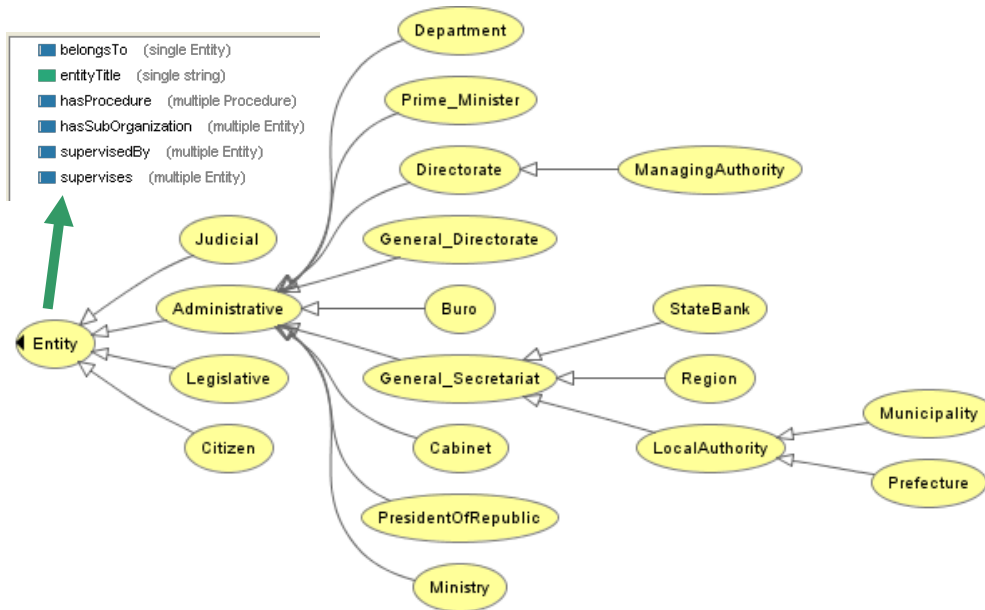 belongsTo (single Entity)
entityTitle (single string)
hasProcedure (multiple Procedure)
hasSubOrganization (multiple Entity)
supervisedBy (multiple Entity)
supervises (multiple Entity)
Department
Prime_Minister
Directorate
ManagingAuthority
Judicial
General_Directorate
Administrative
Buro
StateBank
Entity
Legislative
General_Secretariat
Region
Municipality
Citizen
Cabinet
LocalAuthority
Prefecture
PresidentOfRepublic
Ministry